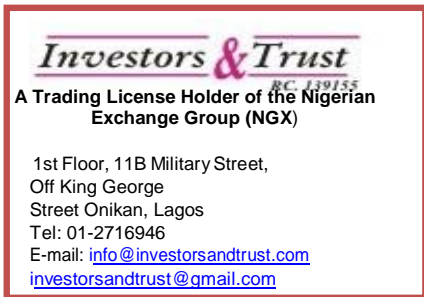 Investors & Trust
RC. 139155
A Trading License Holder of the Nigerian
Exchange Group (NGX)
1st Floor, 11B Military Street,
Off King George
Street Onikan, Lagos
Tel: 01-2716946
E-mail: info@investorsandtrust.com
investorsandtrust@gmail.com